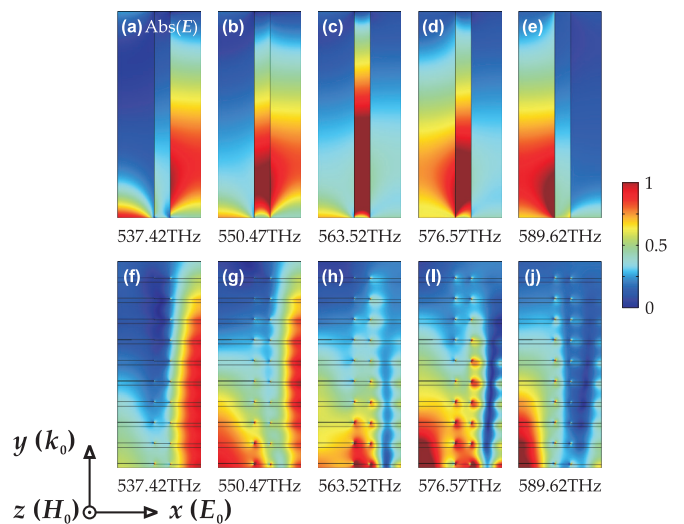 (a) Abs(E) (b) (c) (d) (e)
1
0.5
0
537.42THz 550.47THz 563.52THz 576.57THz 589.62THz
(f) (g) (h) (I) (j)
y (k₀)
z (H₀) x (E₀)
537.42THz 550.47THz 563.52THz 576.57THz 589.62THz